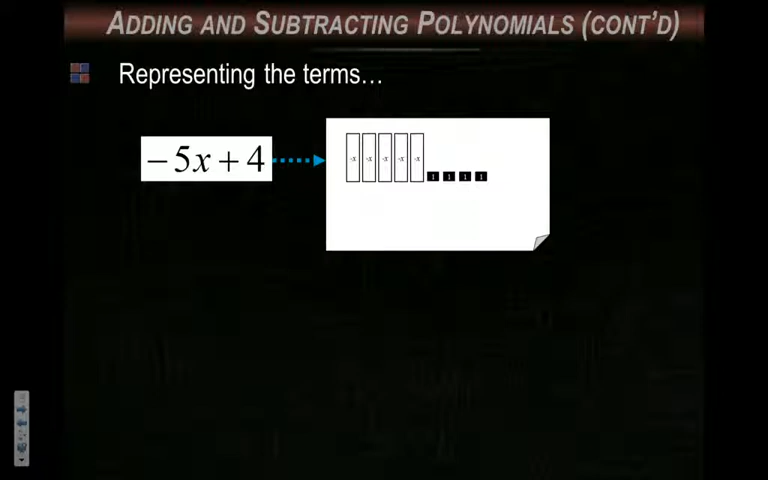 ADDING AND SUBTRACTING POLYNOMIALS (CONT'D)
Representing the terms…
−5x + 4
-x -x -x -x -x 1 1 1 1